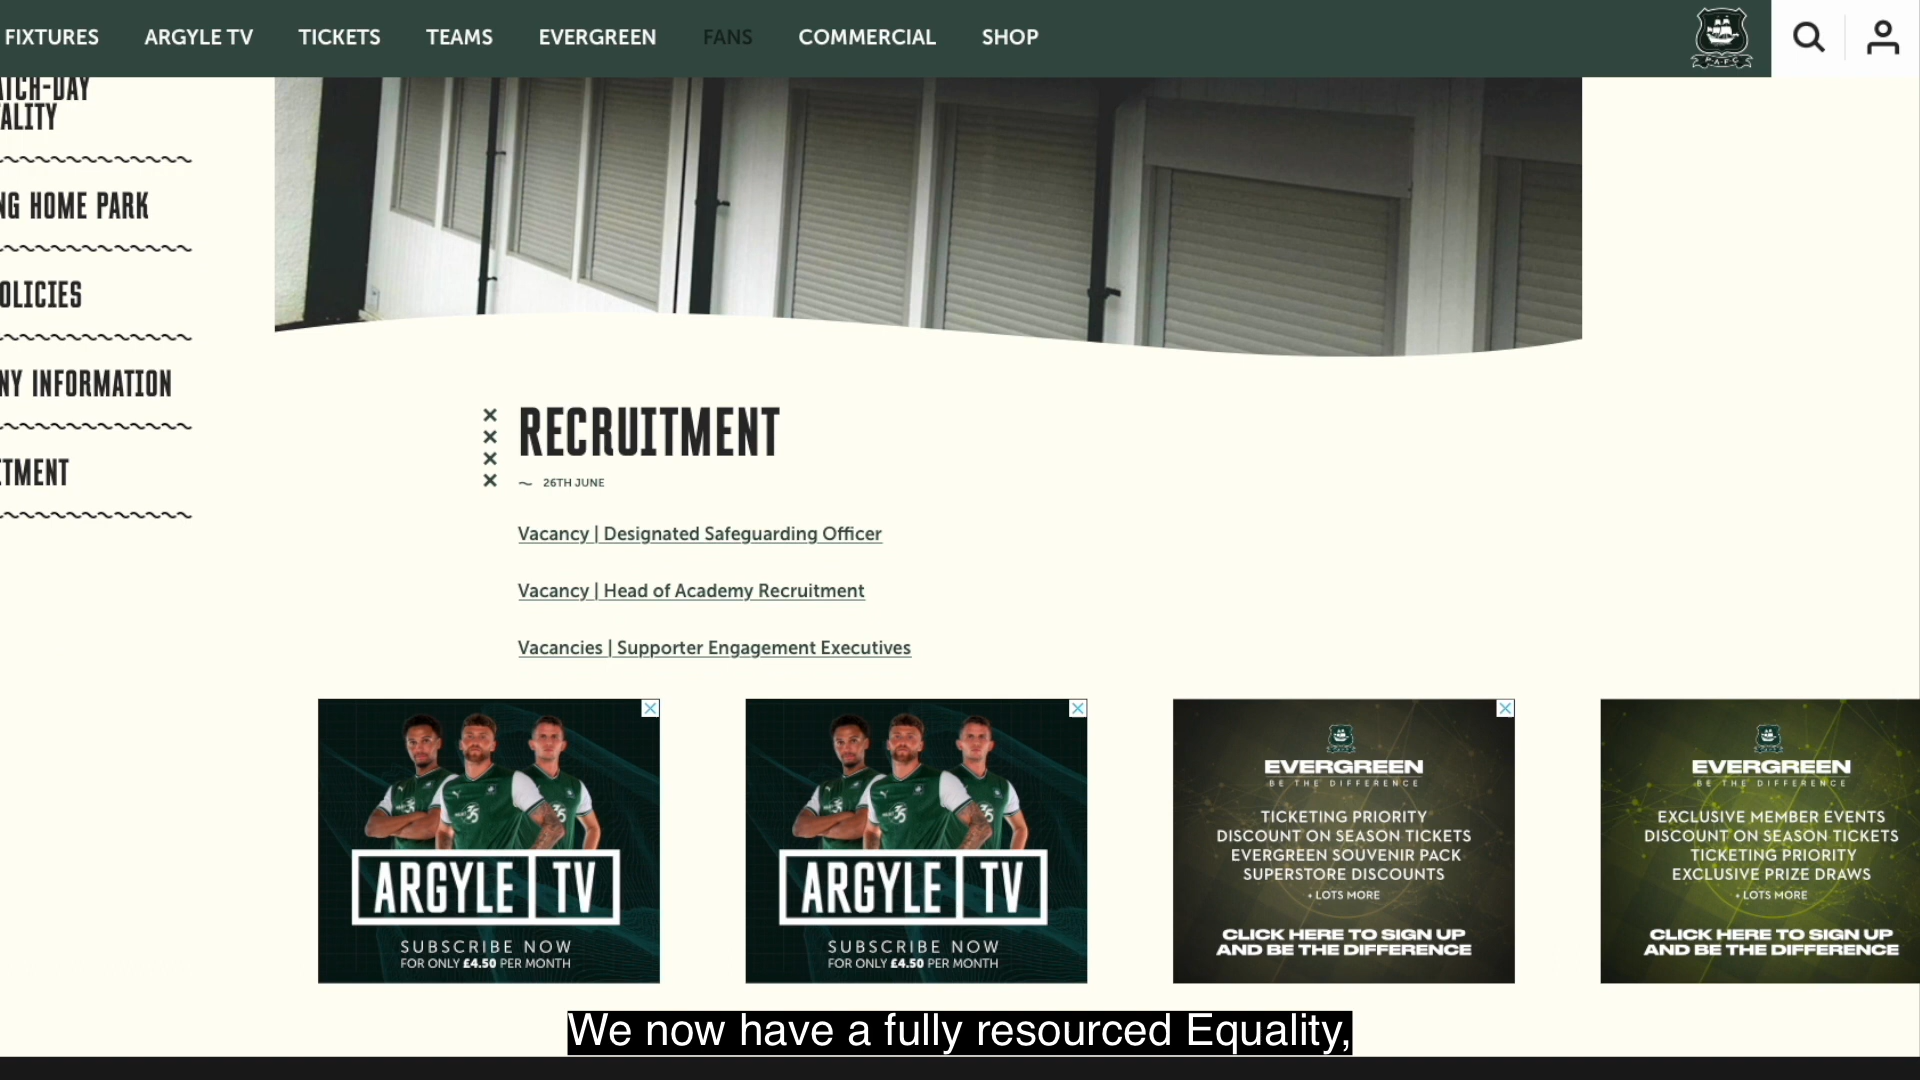 FIXTURES ARGYLE TV TICKETS TEAMS EVERGREEN FANS COMMERCIAL SHOP
P.A.F.C.
ATCH-DAY
ALITY
NG HOME PARK
OLICIES
NY INFORMATION
ITMENT
RECRUITMENT
26TH JUNE
Vacancy | Designated Safeguarding Officer
Vacancy | Head of Academy Recruitment
Vacancies | Supporter Engagement Executives
ARGYLE TV
SUBSCRIBE NOW
FOR ONLY £4.50 PER MONTH
ARGYLE TV
SUBSCRIBE NOW
FOR ONLY £4.50 PER MONTH
EVERGREEN
BE THE DIFFERENCE
TICKETING PRIORITY
DISCOUNT ON SEASON TICKETS
EVERGREEN SOUVENIR PACK
SUPERSTORE DISCOUNTS
+ LOTS MORE
CLICK HERE TO SIGN UP
AND BE THE DIFFERENCE
EVERGREEN
BE THE DIFFERENCE
EXCLUSIVE MEMBER EVENTS
DISCOUNT ON SEASON TICKETS
TICKETING PRIORITY
EXCLUSIVE PRIZE DRAWS
+ LOTS MORE
CLICK HERE TO SIGN UP
AND BE THE DIFFERENCE
We now have a fully resourced Equality,